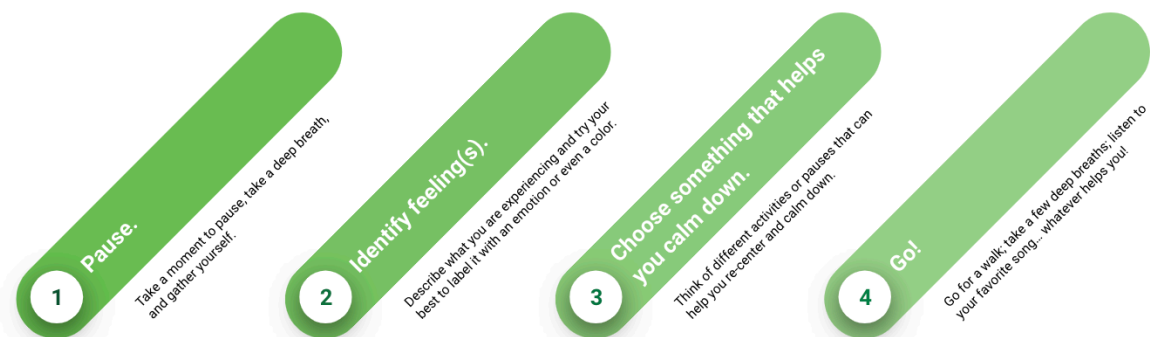 1
Pause.
Take a moment to pause, take a deep breath,
and gather yourself.
2
Identify feeling(s).
Describe what you are experiencing and try your
best to label it with an emotion or even a color.
3
Choose something that helps
you calm down.
Think of different activities or pauses that can
help you re-center and calm down.
4
Go!
Go for a walk; take a few deep breaths; listen to
your favorite song... whatever helps you!